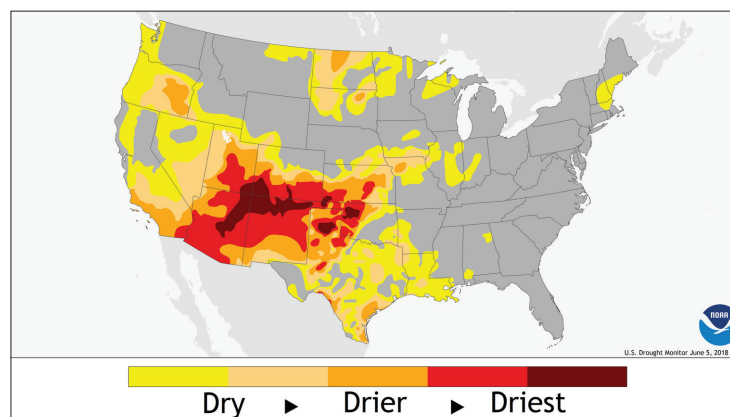 NOAA
U.S. Drought Monitor June 5, 2018
Dry ► Drier ► Driest